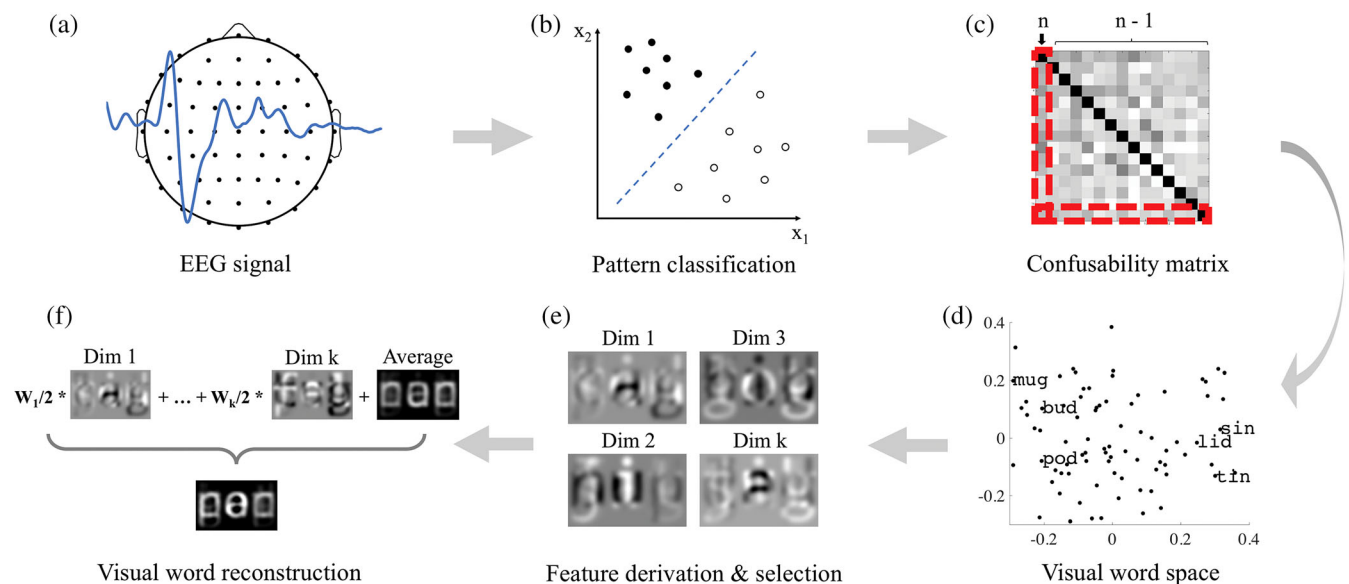 (a)
EEG signal
(b)
x2
x1
Pattern classification
(c)
n
n - 1
Confusability matrix
(d)
0.4
0.2
0
-0.2
-0.2
0
0.2
0.4
mug
bud
pod
sin
lid
tin
Visual word space
(e)
Dim 1
Dim 3
Dim 2
Dim k
Feature derivation & selection
(f)
Dim 1
Dim k
Average
W1/2 * + ... + Wk/2 * +
Visual word reconstruction